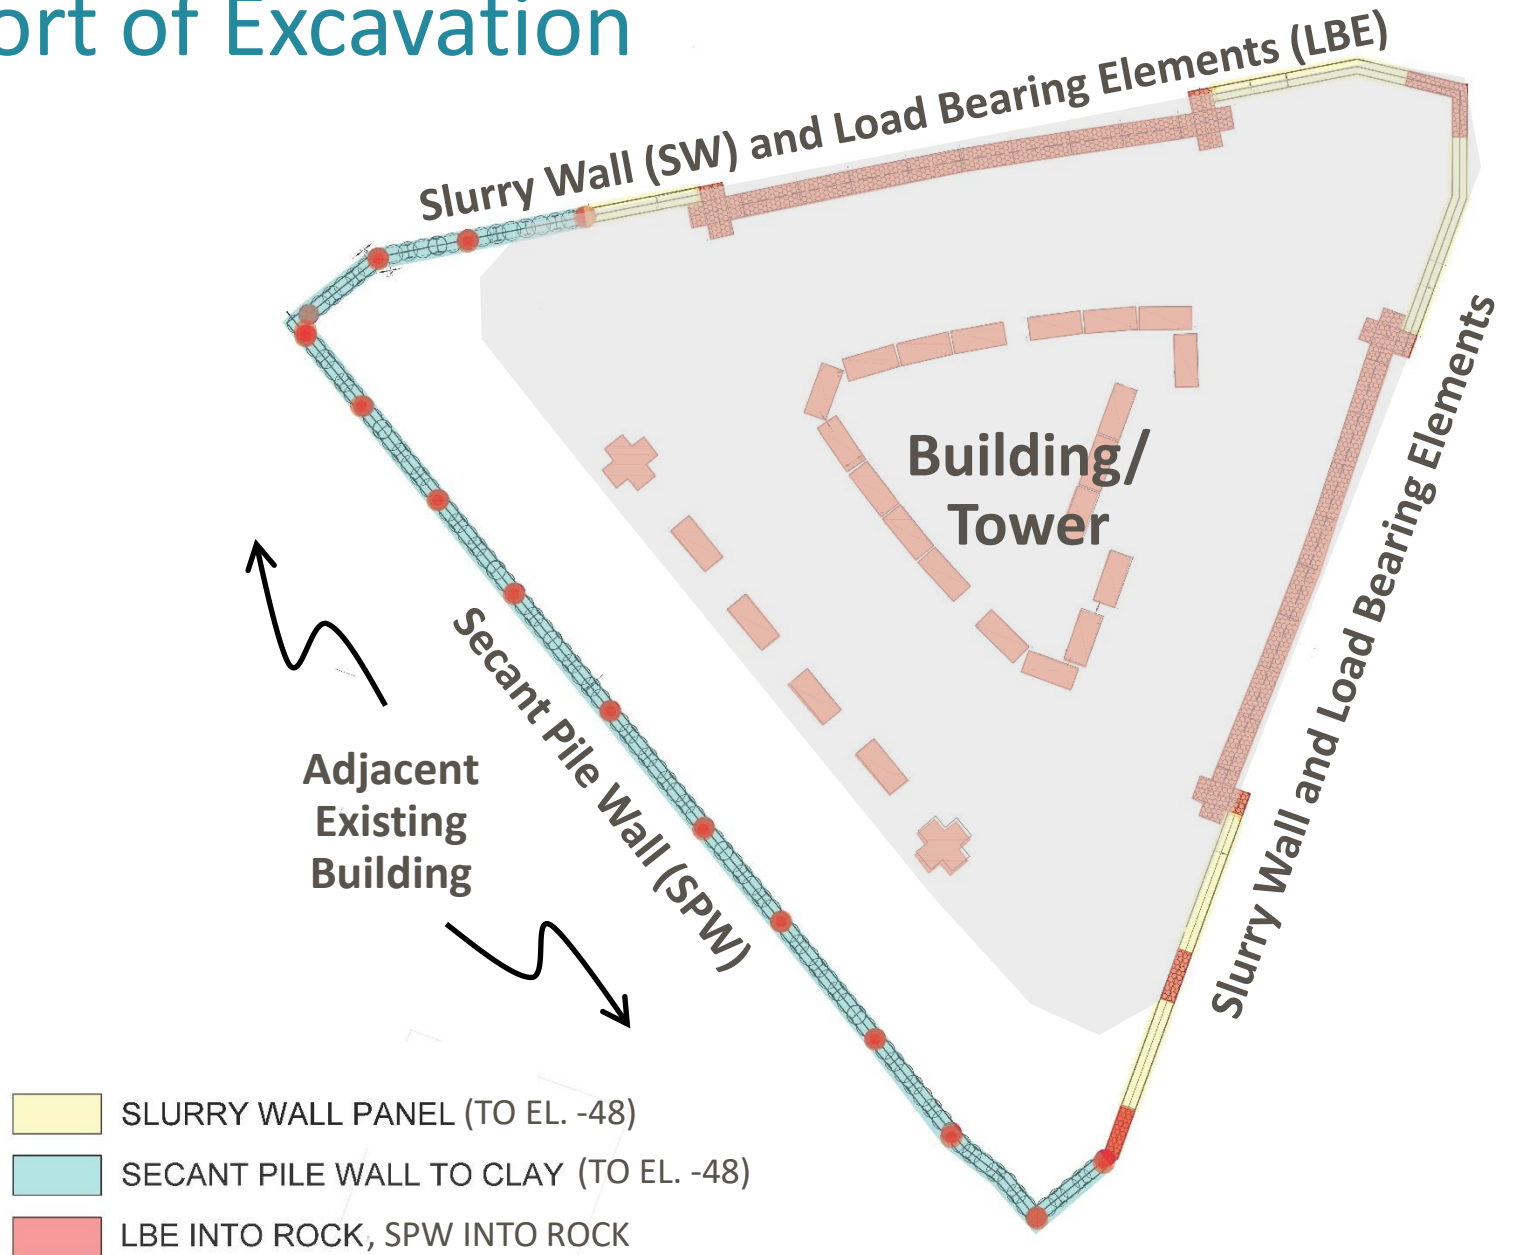 ort of Excavation
Slurry Wall (SW) and Load Bearing Elements (LBE)
Slurry Wall and Load Bearing Elements
Building/
Tower
Secant Pile Wall (SPW)
Adjacent
Existing
Building
SLURRY WALL PANEL (TO EL. -48)
SECANT PILE WALL TO CLAY (TO EL. -48)
LBE INTO ROCK, SPW INTO ROCK